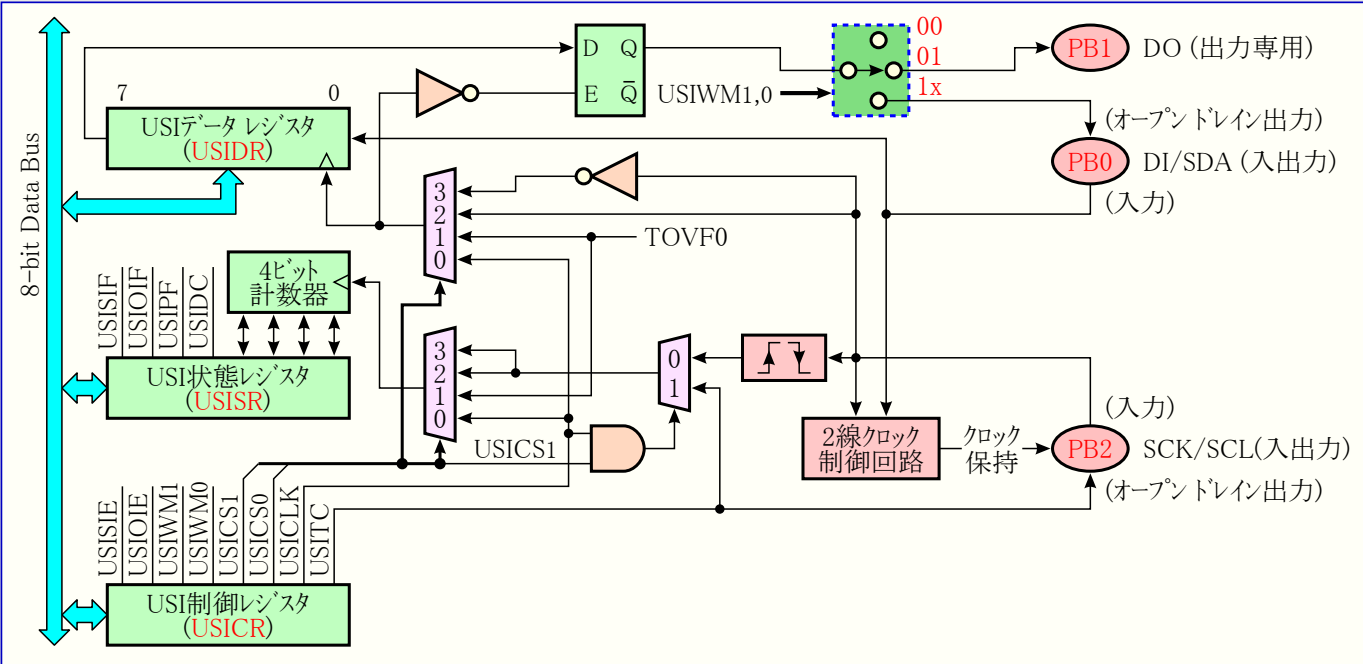 8-bit Data Bus
7 0
USIデータ レジスタ
(USIDR)
D Q
E Q̅
USIWM1,0
00
01
1x
PB1 DO (出力専用)
(オープンドレイン出力)
PB0 DI/SDA (入出力)
(入力)
3
2
1
0
TOVF0
4ビット
計数器
USISIF
USIOIF
USIPF
USIDC
USI状態レジスタ
(USISR)
3
2
1
0
0
1
USICS1
2線クロック
制御回路
クロック
保持
(入力)
PB2 SCK/SCL(入出力)
(オープンドレイン出力)
USISIE
USIOIE
USIWM1
USIWM0
USICS1
USICS0
USICLK
USITC
USI制御レジスタ
(USICR)